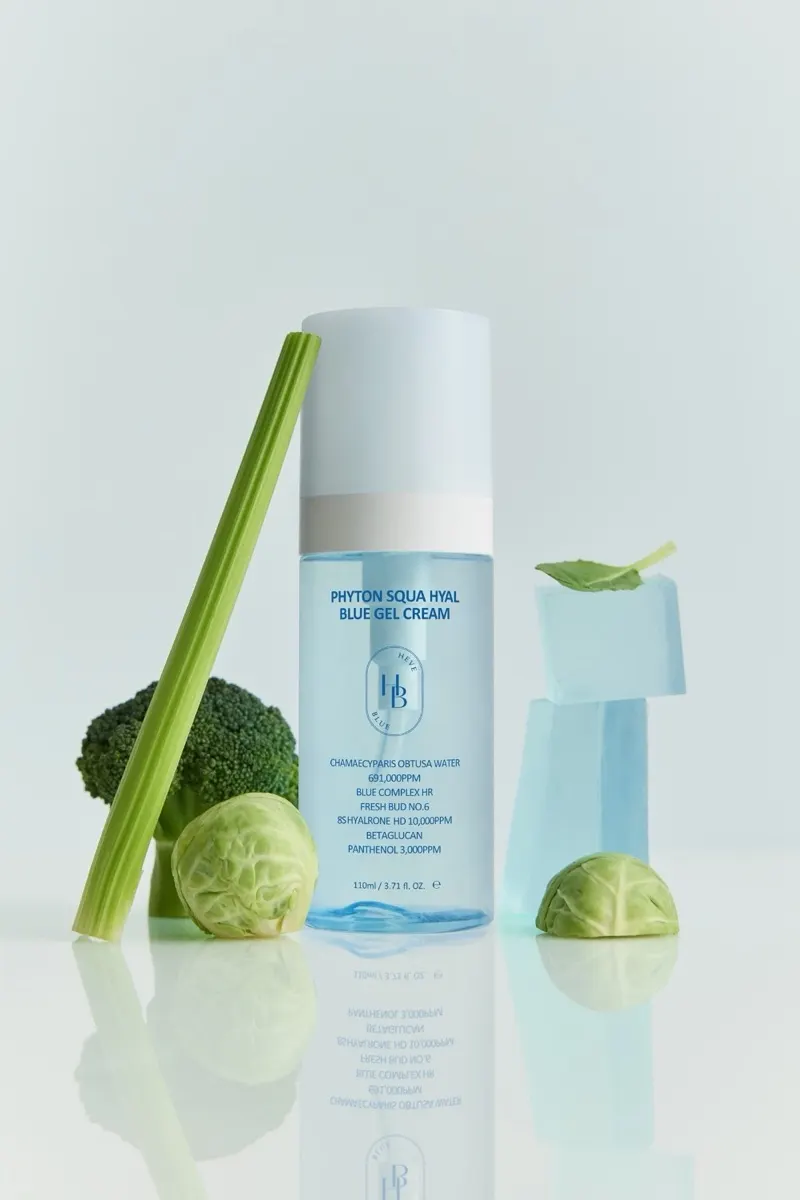 PHYTON SQUA HYAL
BLUE GEL CREAM
HEVE
HB
BLUE
CHAMAECYPARIS OBTUSA WATER
691,000PPM
BLUE COMPLEX HR
FRESH BUD NO.6
8SHYALRONE HD 10,000PPM
BETAGLUCAN
PANTHENOL 3,000PPM
110ml / 3.71 fl. OZ. ℮